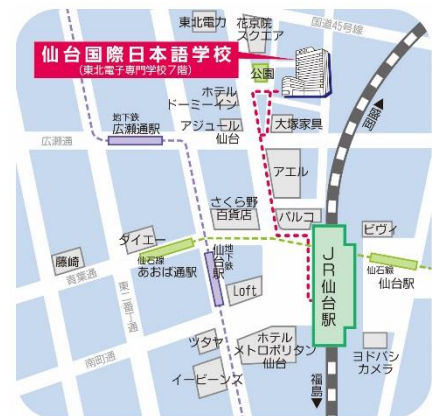 東北電力
花京院
スクエア
国道45号線
仙台国際日本語学校
(東北電子専門学校7階)
公園
ホテル
ドーミーイン
盛岡
地下鉄
広瀬通駅
アジュール
仙台
大塚家具
広瀬通
アエル
さくら野
百貨店
パルコ
ダイエー
ビヴィ
藤崎
仙石線
あおば通駅
地下鉄
仙台駅
JR仙台駅
仙石線
仙台駅
青葉通
東二番丁通
Loft
南町通
ツタヤ
ホテル
メトロポリタン
仙台
イービーンズ
ヨドバシ
カメラ
福島